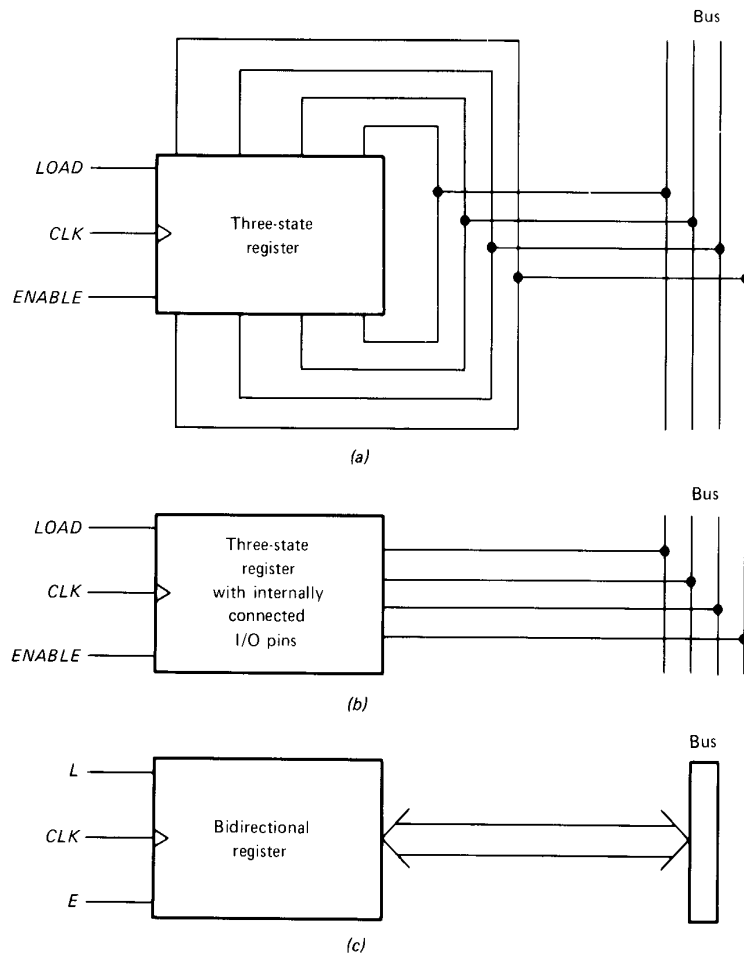 Bus
LOAD
CLK
ENABLE
Three-state
register
(a)
Bus
LOAD
CLK
ENABLE
Three-state
register
with internally
connected
I/O pins
(b)
Bus
L
CLK
E
Bidirectional
register
(c)